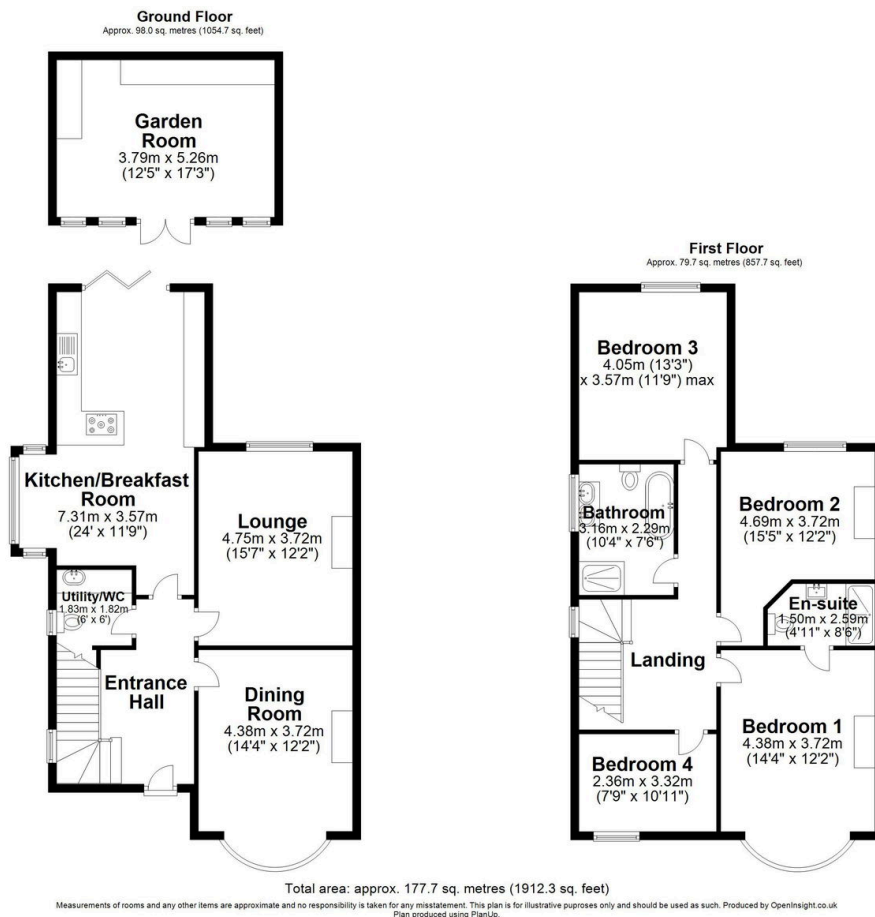 Ground Floor
Approx. 98.0 sq. metres (1054.7 sq. feet)
Garden
Room
3.79m x 5.26m
(12'5" x 17'3")
Kitchen/Breakfast
Room
7.31m x 3.57m
(24' x 11'9")
Lounge
4.75m x 3.72m
(15'7" x 12'2")
Utility/WC
1.83m x 1.82m
(6' x 6')
Entrance
Hall
Dining
Room
4.38m x 3.72m
(14'4" x 12'2")
First Floor
Approx. 79.7 sq. metres (857.7 sq. feet)
Bedroom 3
4.05m (13'3")
x 3.57m (11'9") max
Bathroom
3.16m x 2.29m
(10'4" x 7'6")
Bedroom 2
4.69m x 3.72m
(15'5" x 12'2")
En-suite
1.50m x 2.59m
(4'11" x 8'6")
Landing
Bedroom 1
4.38m x 3.72m
(14'4" x 12'2")
Bedroom 4
2.36m x 3.32m
(7'9" x 10'11")
Total area: approx. 177.7 sq. metres (1912.3 sq. feet)
Measurements of rooms and any other items are approximate and no responsibility is taken for any misstatement. This plan is for illustrative puproses only and should be used as such. Produced by OpenInsight.co.uk
Plan produced using PlanUp.